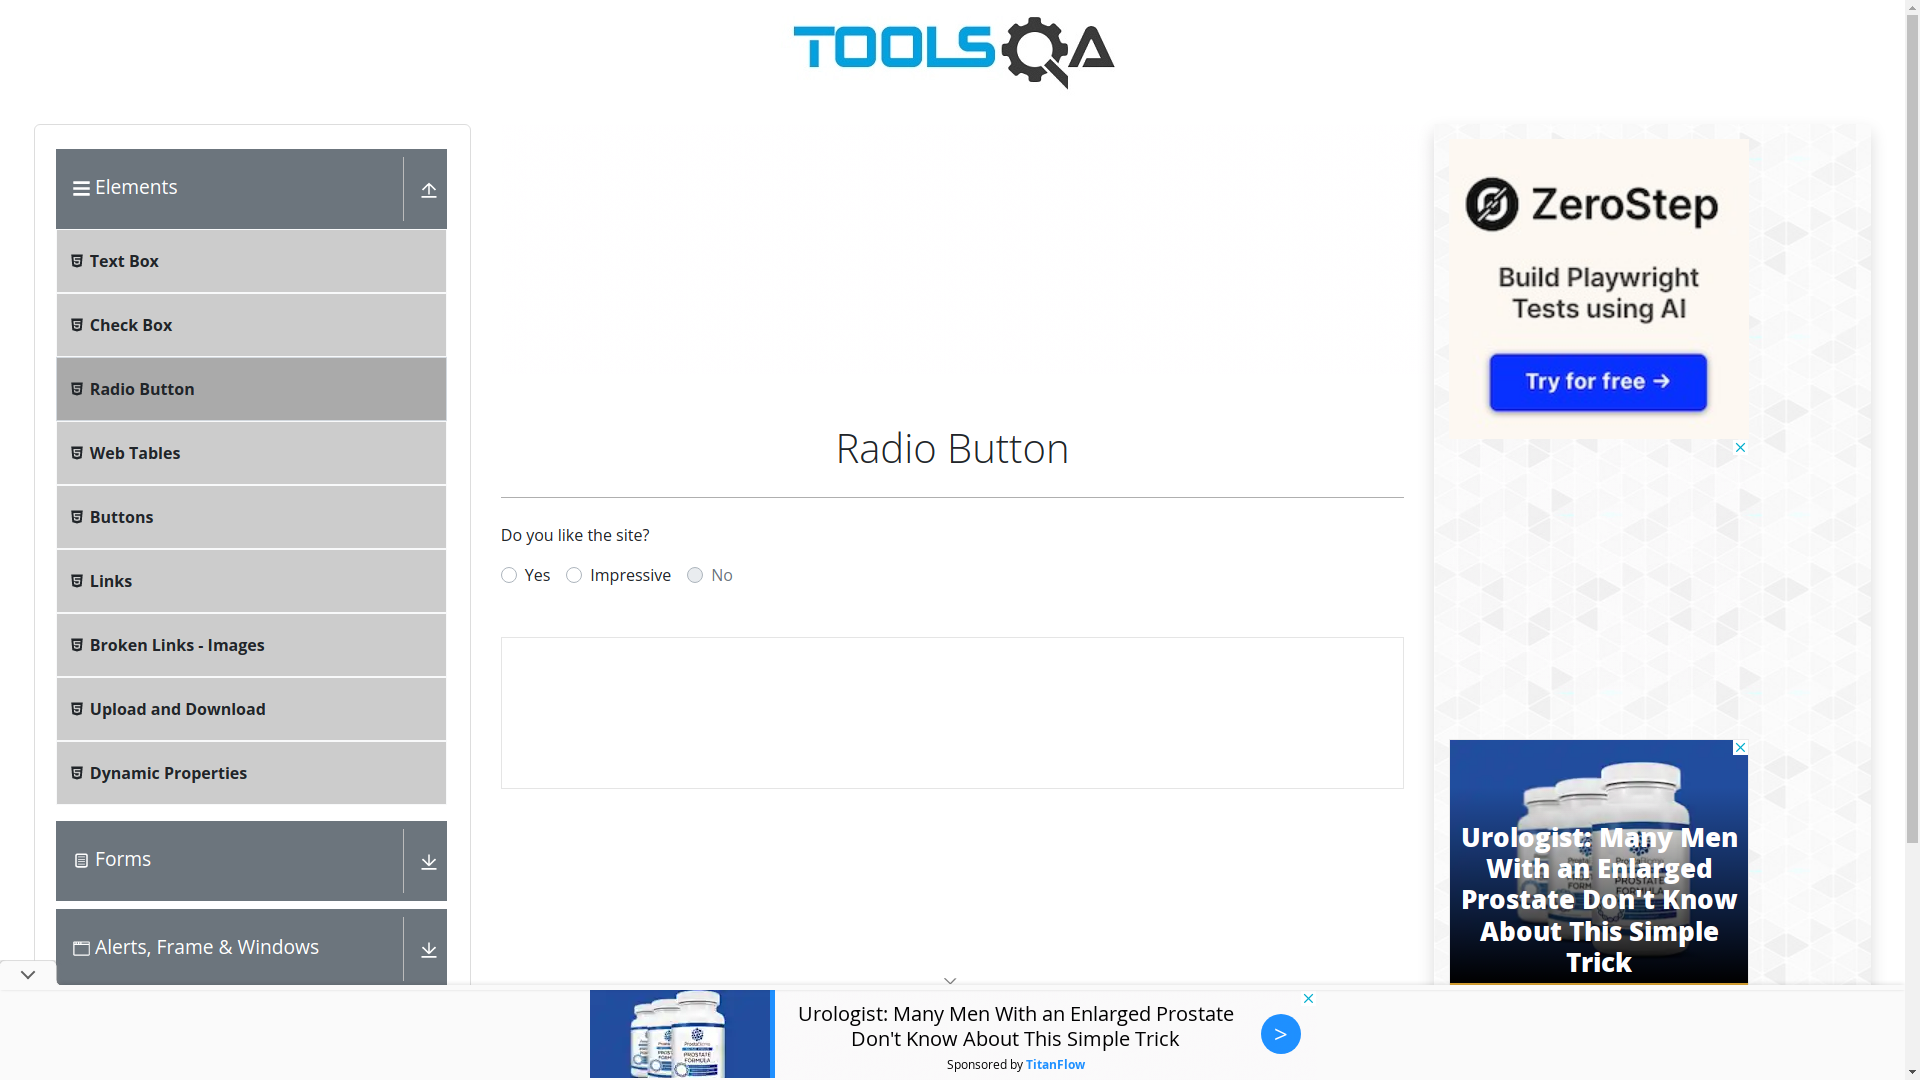 TOOLSQA
Elements
Text Box
Check Box
Radio Button
Web Tables
Buttons
Links
Broken Links - Images
Upload and Download
Dynamic Properties
Forms
Alerts, Frame & Windows
Radio Button
Do you like the site?
Yes
Impressive
No
ZeroStep
Build Playwright
Tests using AI
Try for free →
Urologist: Many Men
With an Enlarged
Prostate Don't Know
About This Simple
Trick
PROSTATE
FORMULA
Urologist: Many Men With an Enlarged Prostate
Don't Know About This Simple Trick
Sponsored by TitanFlow
>